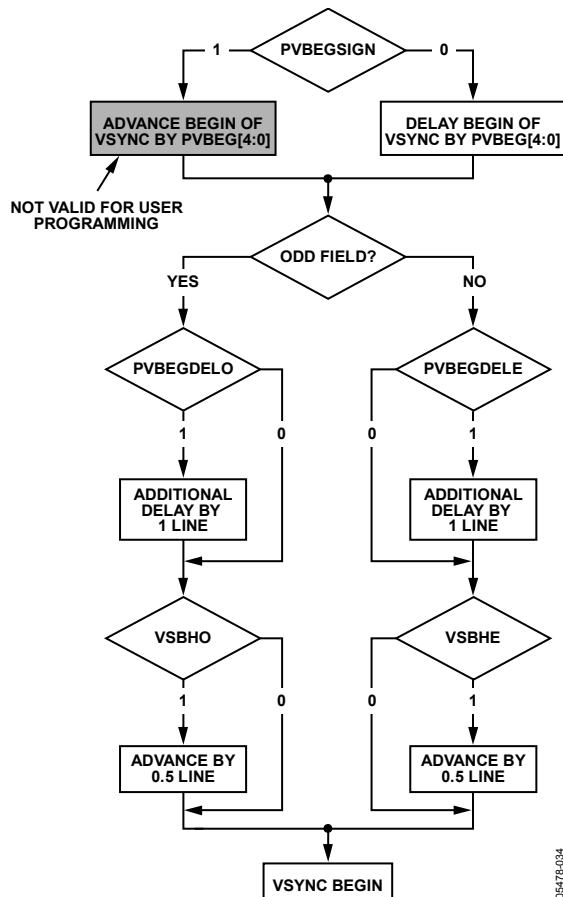 PVBEGSIGN
1
0
ADVANCE BEGIN OF
VSYNC BY PVBEG[4:0]
DELAY BEGIN OF
VSYNC BY PVBEG[4:0]
NOT VALID FOR USER
PROGRAMMING
ODD FIELD?
YES
NO
PVBEGDELO
PVBEGDELE
1
0
0
1
ADDITIONAL
DELAY BY
1 LINE
ADDITIONAL
DELAY BY
1 LINE
VSBHO
VSBHE
1
0
0
1
ADVANCE BY
0.5 LINE
ADVANCE BY
0.5 LINE
VSYNC BEGIN
05478-034